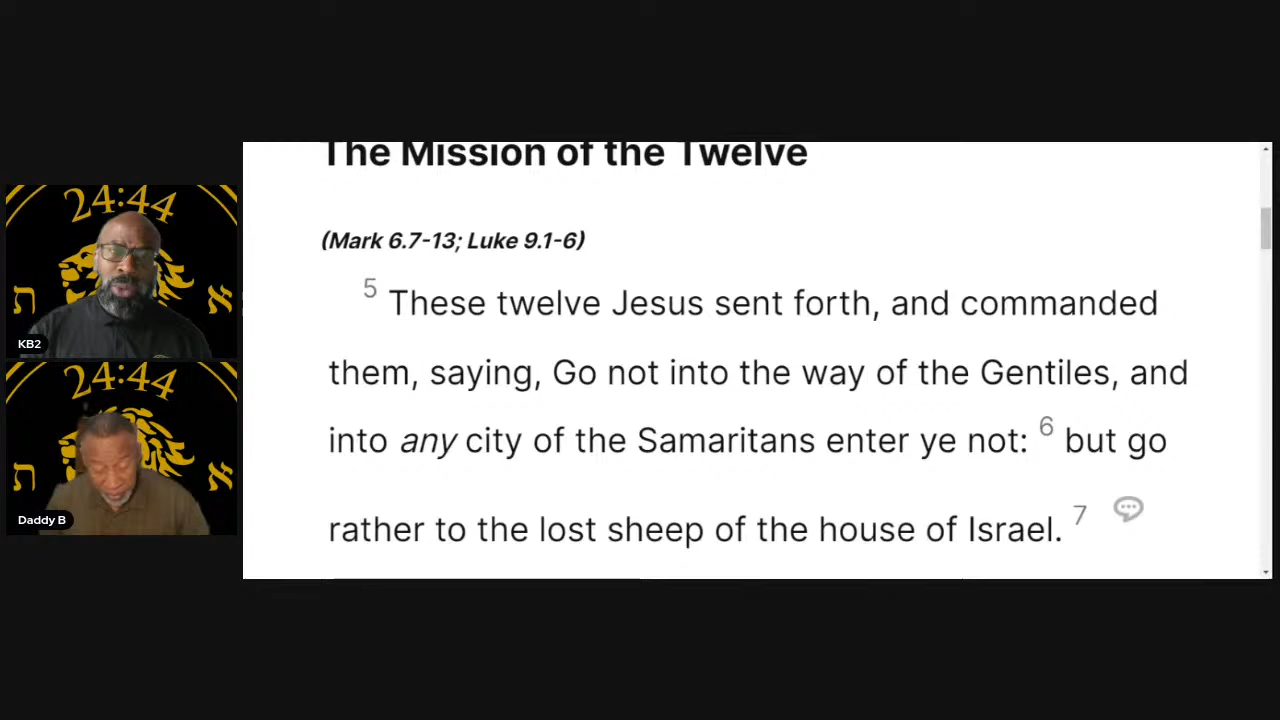 The Mission of the Twelve
(Mark 6.7-13; Luke 9.1-6)
5 These twelve Jesus sent forth, and commanded
them, saying, Go not into the way of the Gentiles, and
into any city of the Samaritans enter ye not: 6 but go
rather to the lost sheep of the house of Israel. 7
24:44
ת א
KB2
24:44
ת א
Daddy B